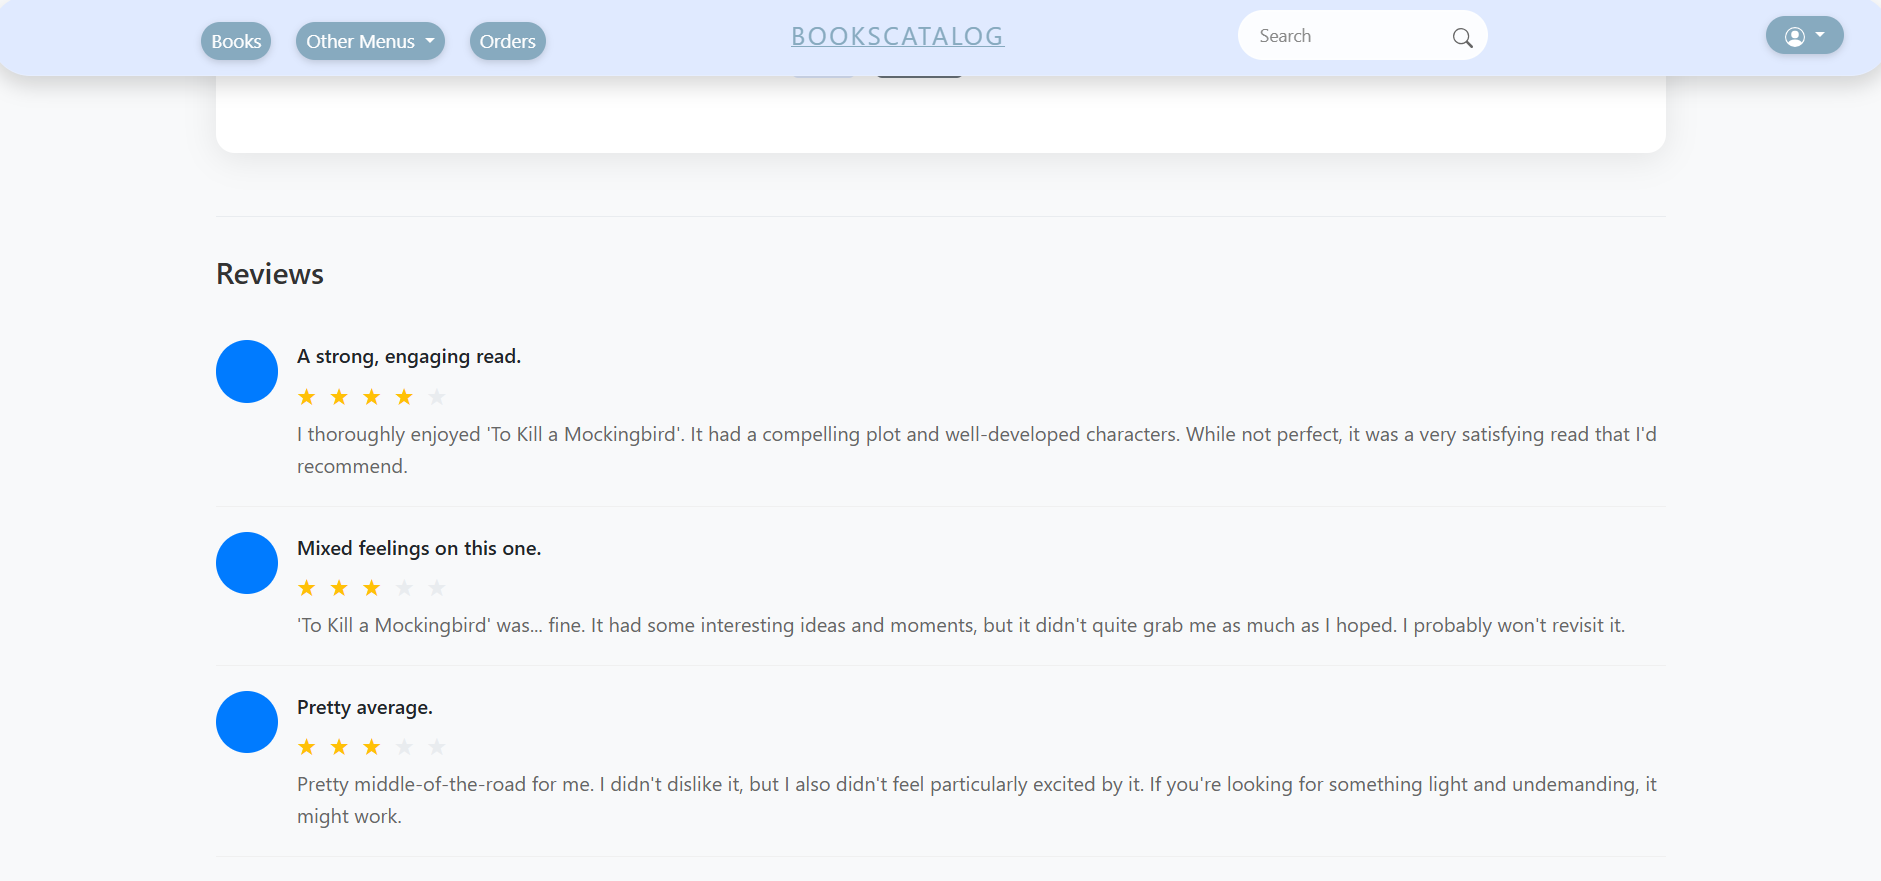 Books
Other Menus
Orders
BOOKSCATALOG
Search
Reviews
A strong, engaging read.
I thoroughly enjoyed 'To Kill a Mockingbird'. It had a compelling plot and well-developed characters. While not perfect, it was a very satisfying read that I'd
recommend.
Mixed feelings on this one.
'To Kill a Mockingbird' was... fine. It had some interesting ideas and moments, but it didn't quite grab me as much as I hoped. I probably won't revisit it.
Pretty average.
Pretty middle-of-the-road for me. I didn't dislike it, but I also didn't feel particularly excited by it. If you're looking for something light and undemanding, it
might work.